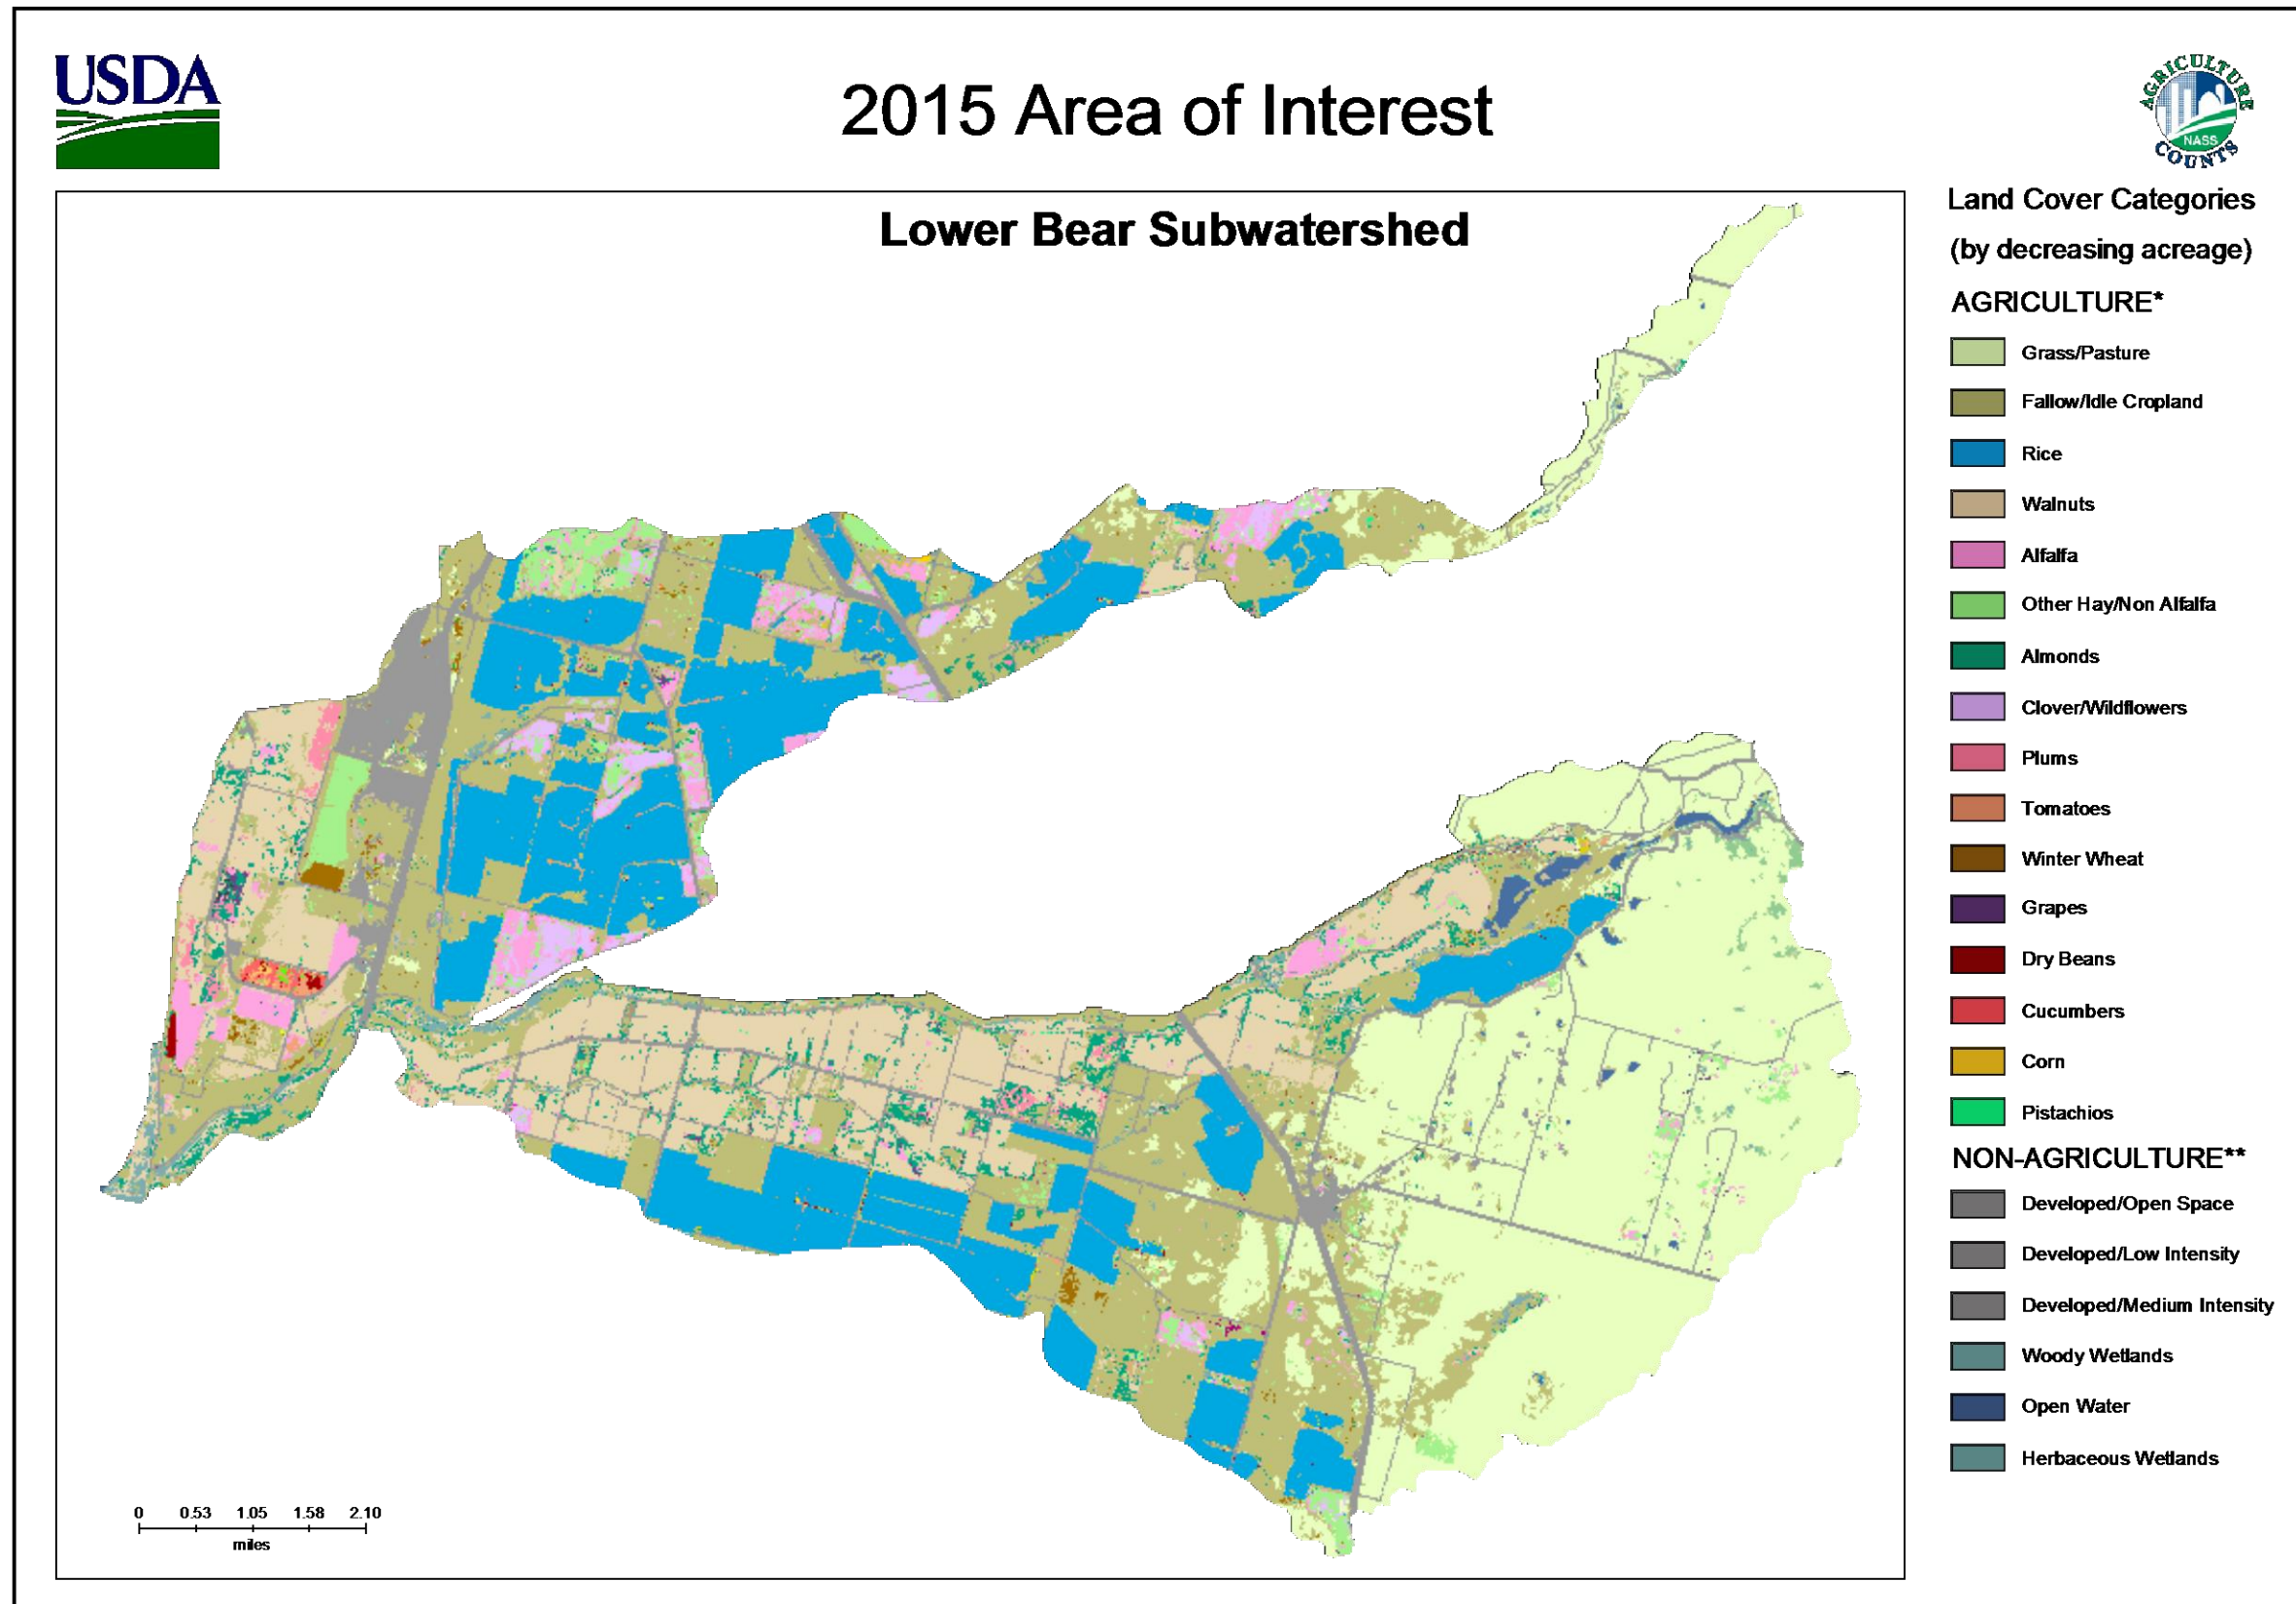 USDA
2015 Area of Interest
AGRICULTURE
NASS
COUNTS
Lower Bear Subwatershed
Land Cover Categories
(by decreasing acreage)
AGRICULTURE*
Grass/Pasture
Fallow/Idle Cropland
Rice
Walnuts
Alfalfa
Other Hay/Non Alfalfa
Almonds
Clover/Wildflowers
Plums
Tomatoes
Winter Wheat
Grapes
Dry Beans
Cucumbers
Corn
Pistachios
NON-AGRICULTURE**
Developed/Open Space
Developed/Low Intensity
Developed/Medium Intensity
Woody Wetlands
Open Water
Herbaceous Wetlands
0 0.53 1.05 1.58 2.10
miles